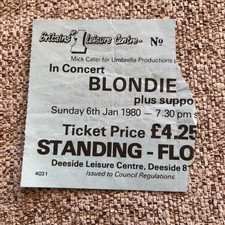 Britain's 1 Leisure Centre No
Mick Cater for Umbrella Productions
In Concert
BLONDIE
plus suppo
Sunday 6th Jan 1980 — 7.30 pm s
Ticket Price £4.25
STANDING - FLO
Deeside Leisure Centre, Deeside 8
4031 Issued to Council Regulations